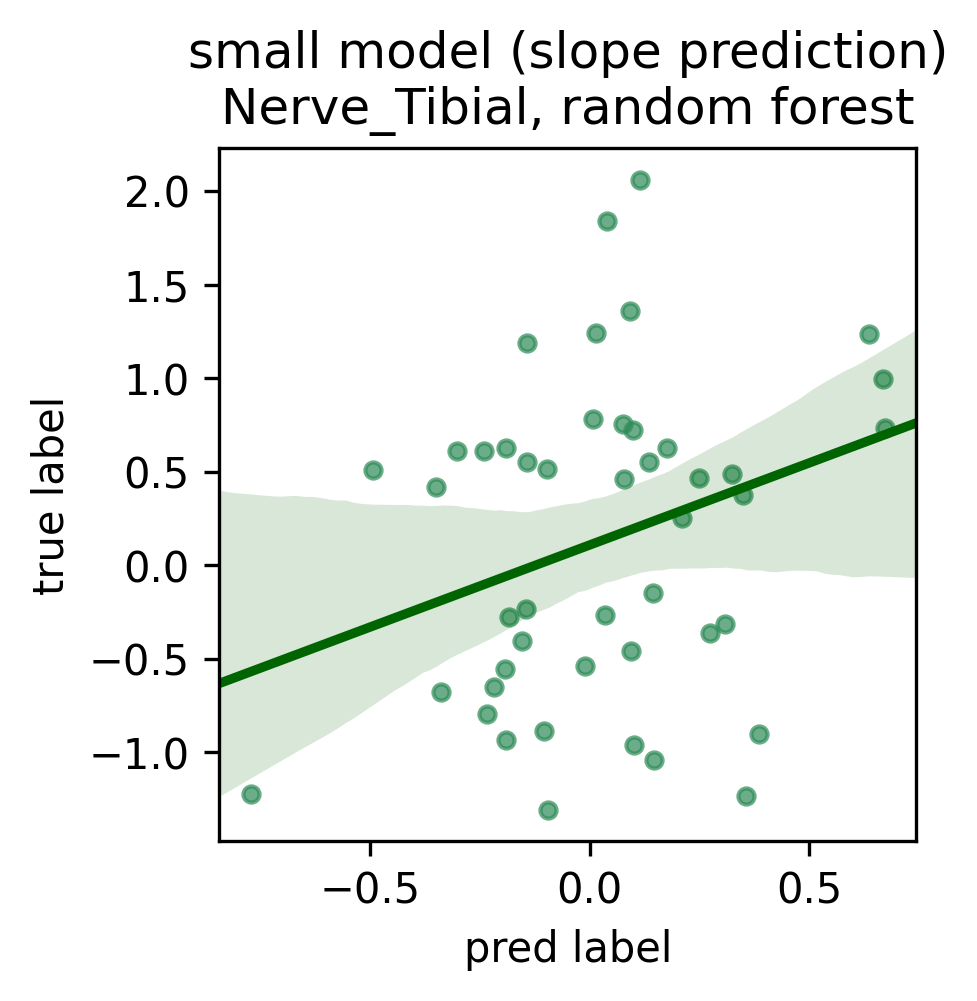 small model (slope prediction)
Nerve_Tibial, random forest
2.0
1.5
1.0
0.5
0.0
−0.5
−1.0
true label
−0.5
0.0
0.5
pred label